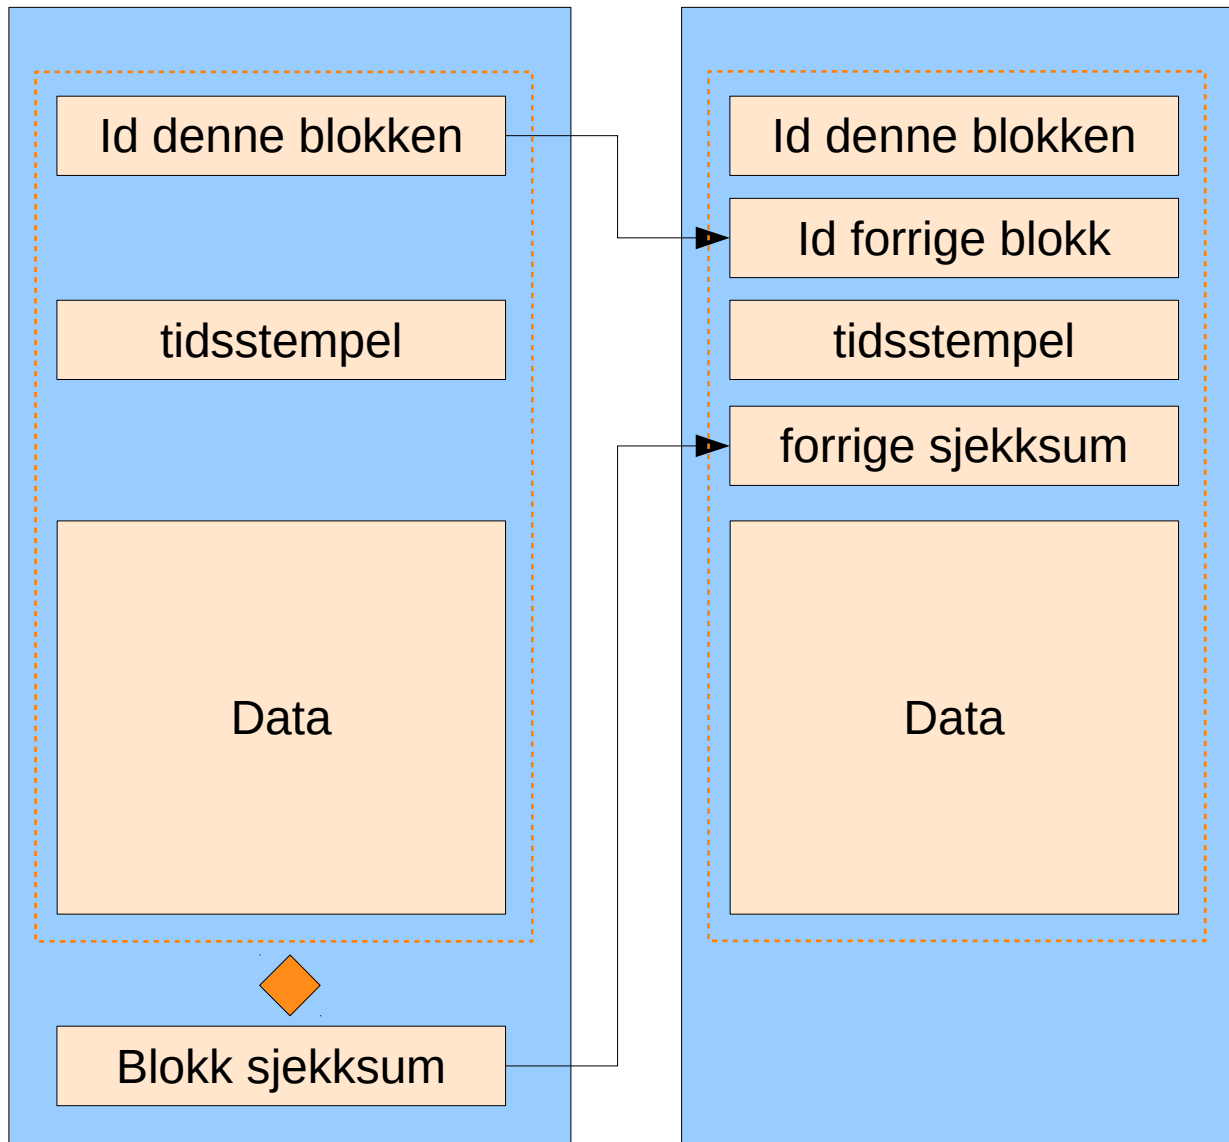 Id denne blokken
tidsstempel
Data
Blokk sjekksum
Id denne blokken
Id forrige blokk
tidsstempel
forrige sjekksum
Data